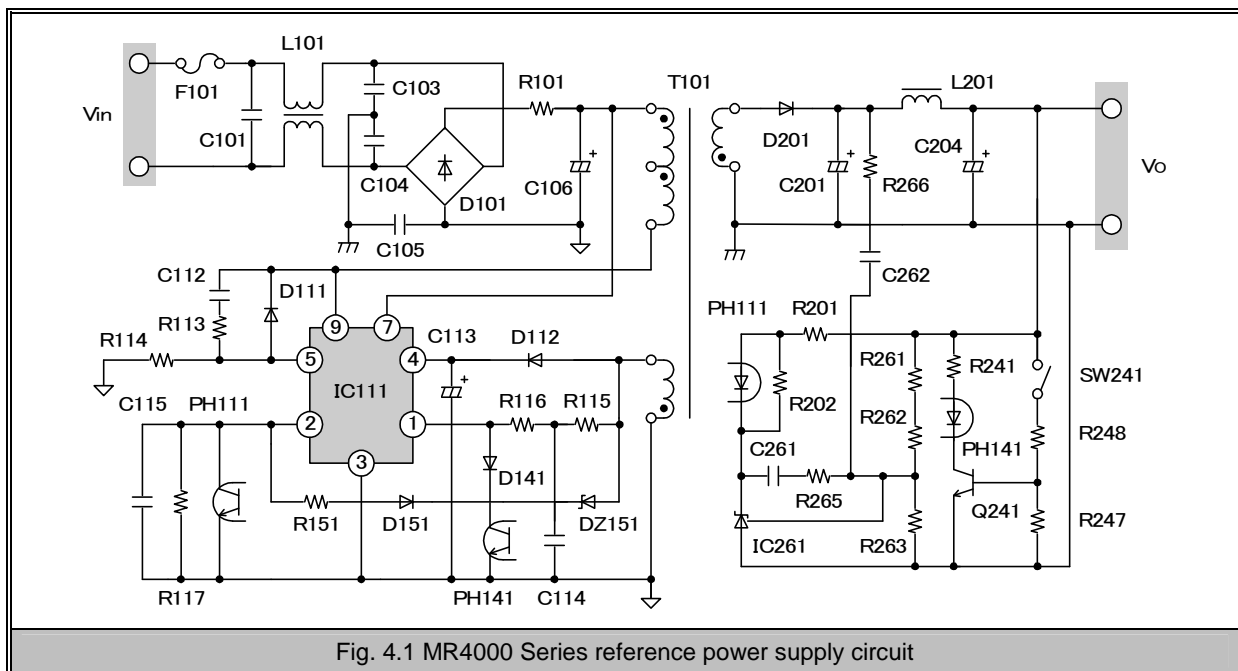 L101
F101
Vin
C101
C103
C104
C105
D101
R101
C106
T101
D201
C201
R266
L201
C204
Vo
C262
C112
R113
D111
R114
9
7
5
4
2
1
3
IC111
C113
D112
C115
PH111
R116
R115
D141
R151
D151
DZ151
R117
PH141
C114
PH111
R201
R202
R261
R262
R241
SW241
R248
PH141
C261
R265
Q241
R247
IC261
R263
Fig. 4.1 MR4000 Series reference power supply circuit